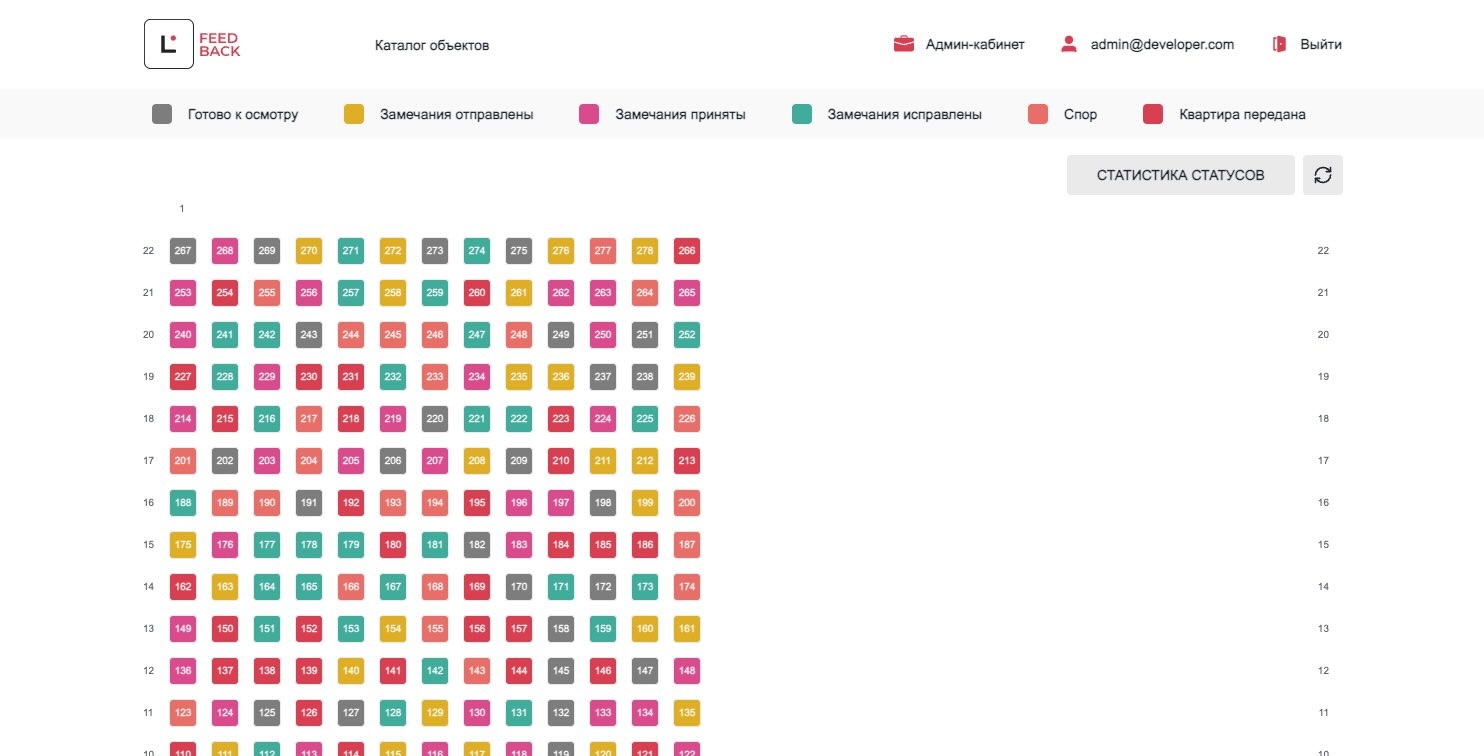 L FEED
BACK
Каталог объектов
Админ-кабинет
admin@developer.com
Выйти
Готово к осмотру
Замечания отправлены
Замечания приняты
Замечания исправлены
Спор
Квартира передана
СТАТИСТИКА СТАТУСОВ
1
22 267 268 269 270 271 272 273 274 275 276 277 278 266 22
21 253 254 255 256 257 258 259 260 261 262 263 264 265 21
20 240 241 242 243 244 245 246 247 248 249 250 251 252 20
19 227 228 229 230 231 232 233 234 235 236 237 238 239 19
18 214 215 216 217 218 219 220 221 222 223 224 225 226 18
17 201 202 203 204 205 206 207 208 209 210 211 212 213 17
16 188 189 190 191 192 193 194 195 196 197 198 199 200 16
15 175 176 177 178 179 180 181 182 183 184 185 186 187 15
14 162 163 164 165 166 167 168 169 170 171 172 173 174 14
13 149 150 151 152 153 154 155 156 157 158 159 160 161 13
12 136 137 138 139 140 141 142 143 144 145 146 147 148 12
11 123 124 125 126 127 128 129 130 131 132 133 134 135 11
10 110 111 112 113 114 115 116 117 118 119 120 121 122 10